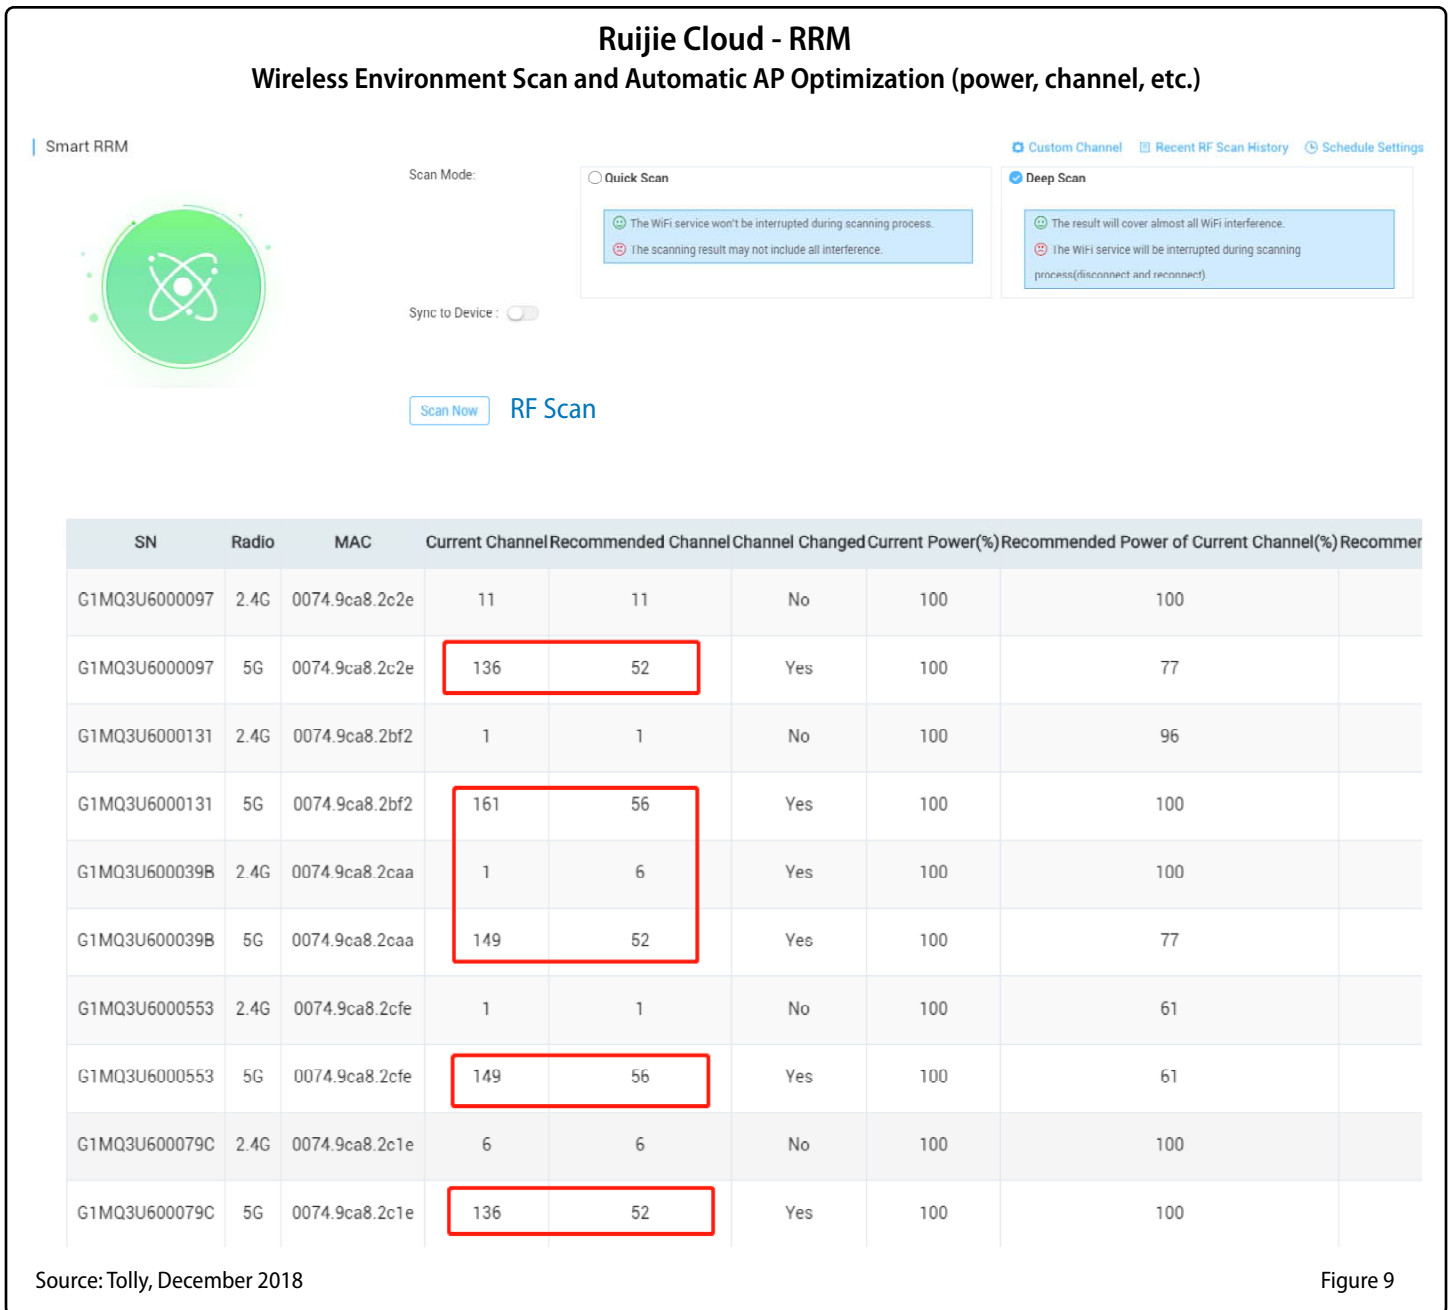 Ruijie Cloud - RRM
Wireless Environment Scan and Automatic AP Optimization (power, channel, etc.)
Smart RRM
Custom Channel Recent RF Scan History Schedule Settings
Scan Mode:
Quick Scan
The WiFi service won't be interrupted during scanning process.
The scanning result may not include all interference.
Deep Scan
The result will cover almost all WiFi interference.
The WiFi service will be interrupted during scanning
process(disconnect and reconnect)
Sync to Device :
Scan Now RF Scan
SN Radio MAC Current Channel Recommended Channel Channel Changed Current Power(%) Recommended Power of Current Channel(%) Recommer
G1MQ3U6000097 2.4G 0074.9ca8.2c2e 11 11 No 100 100
G1MQ3U6000097 5G 0074.9ca8.2c2e 136 52 Yes 100 77
G1MQ3U6000131 2.4G 0074.9ca8.2bf2 1 1 No 100 96
G1MQ3U6000131 5G 0074.9ca8.2bf2 161 56 Yes 100 100
G1MQ3U600039B 2.4G 0074.9ca8.2caa 1 6 Yes 100 100
G1MQ3U600039B 5G 0074.9ca8.2caa 149 52 Yes 100 77
G1MQ3U6000553 2.4G 0074.9ca8.2cfe 1 1 No 100 61
G1MQ3U6000553 5G 0074.9ca8.2cfe 149 56 Yes 100 61
G1MQ3U600079C 2.4G 0074.9ca8.2c1e 6 6 No 100 100
G1MQ3U600079C 5G 0074.9ca8.2c1e 136 52 Yes 100 100
Source: Tolly, December 2018
Figure 9